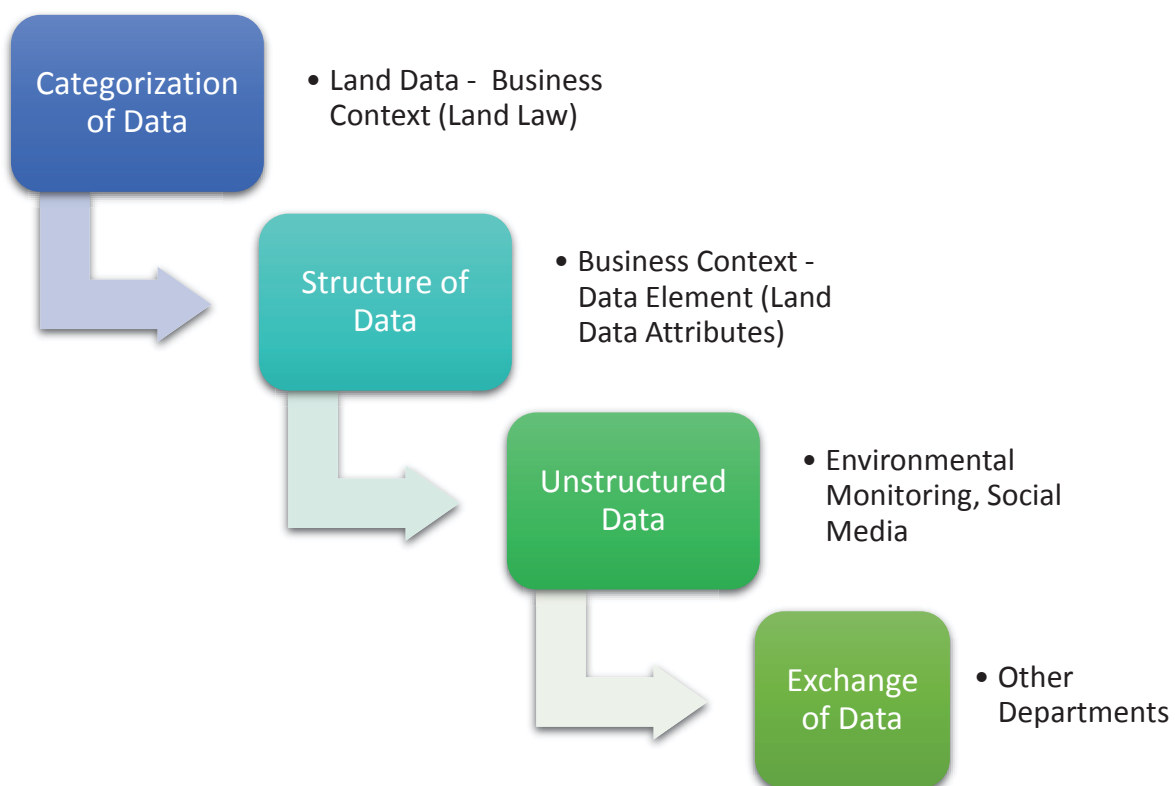 Categorization
of Data
• Land Data -  Business
Context (Land Law)
Structure of
Data
• Business Context -
Data Element (Land
Data Attributes)
Unstructured
Data
• Environmental
Monitoring, Social
Media
Exchange
of Data
• Other
Departments